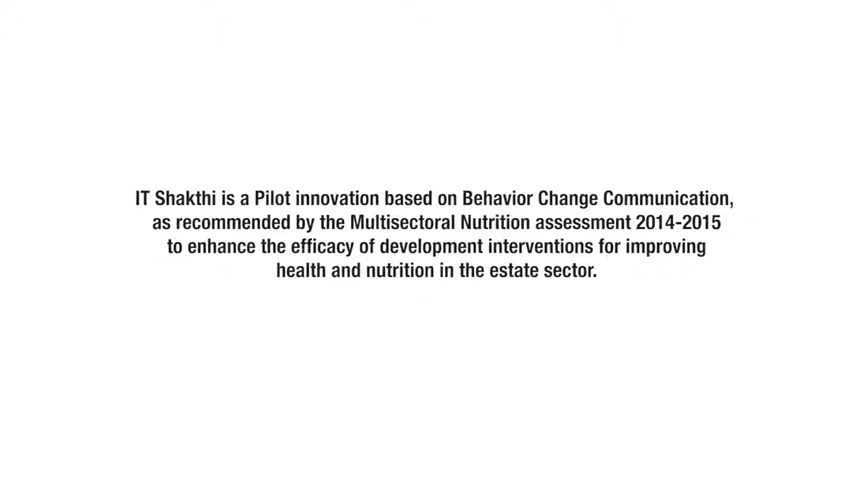 IT Shakthi is a Pilot innovation based on Behavior Change Communication,
as recommended by the Multisectoral Nutrition assessment 2014-2015
to enhance the efficacy of development interventions for improving
health and nutrition in the estate sector.